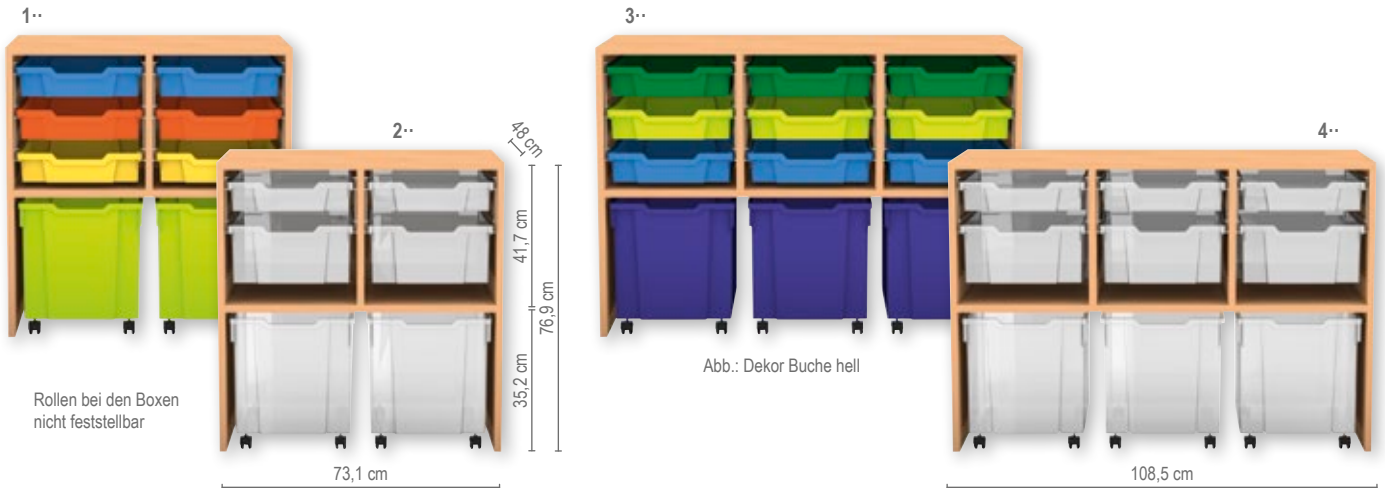 1··
3··
2··
48 cm
4··
41,7 cm
76,9 cm
35,2 cm
Abb.: Dekor Buche hell
Rollen bei den Boxen
nicht feststellbar
73,1 cm
108,5 cm